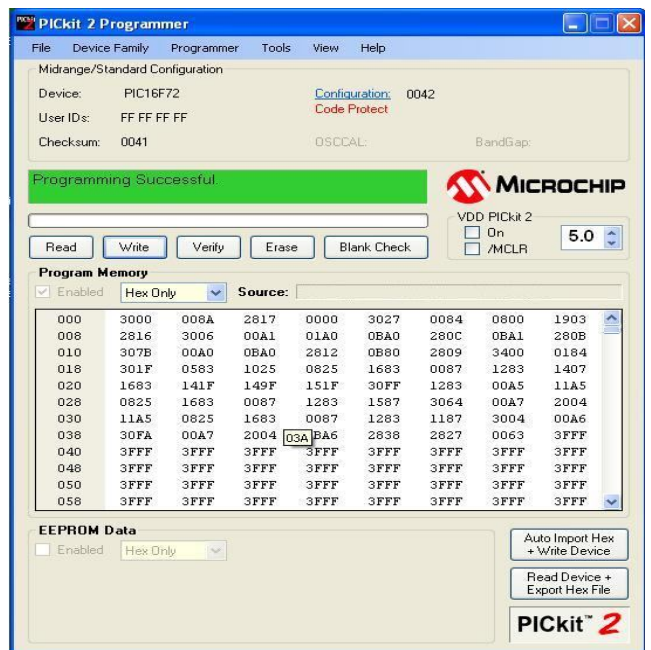 PICkit 2 Programmer
File Device Family Programmer Tools View Help
Midrange/Standard Configuration
Device: PIC16F72 Configuration: 0042
Code Protect
User IDs: FF FF FF FF
Checksum: 0041 OSCCAL: BandGap:
Programming Successful.
MICROCHIP
VDD PICkit 2
On
/MCLR
5.0
Read Write Verify Erase Blank Check
Program Memory
Enabled Hex Only Source:
000 3000 008A 2817 0000 3027 0084 0800 1903
008 2816 3006 00A1 01A0 0BA0 280C 0BA1 280B
010 307B 00A0 0BA0 2812 0B80 2809 3400 0184
018 301F 0583 1025 0825 1683 0087 1283 1407
020 1683 141F 149F 151F 30FF 1283 00A5 11A5
028 0825 1683 0087 1283 1587 3064 00A7 2004
030 11A5 0825 1683 0087 1283 1187 3004 00A6
038 30FA 00A7 2004 03A BA6 2838 2827 0063 3FFF
040 3FFF 3FFF 3FFF 3FFF 3FFF 3FFF 3FFF 3FFF
048 3FFF 3FFF 3FFF 3FFF 3FFF 3FFF 3FFF 3FFF
050 3FFF 3FFF 3FFF 3FFF 3FFF 3FFF 3FFF 3FFF
058 3FFF 3FFF 3FFF 3FFF 3FFF 3FFF 3FFF 3FFF
EEPROM Data
Enabled Hex Only
Auto Import Hex
+ Write Device
Read Device +
Export Hex File
PICkit™ 2